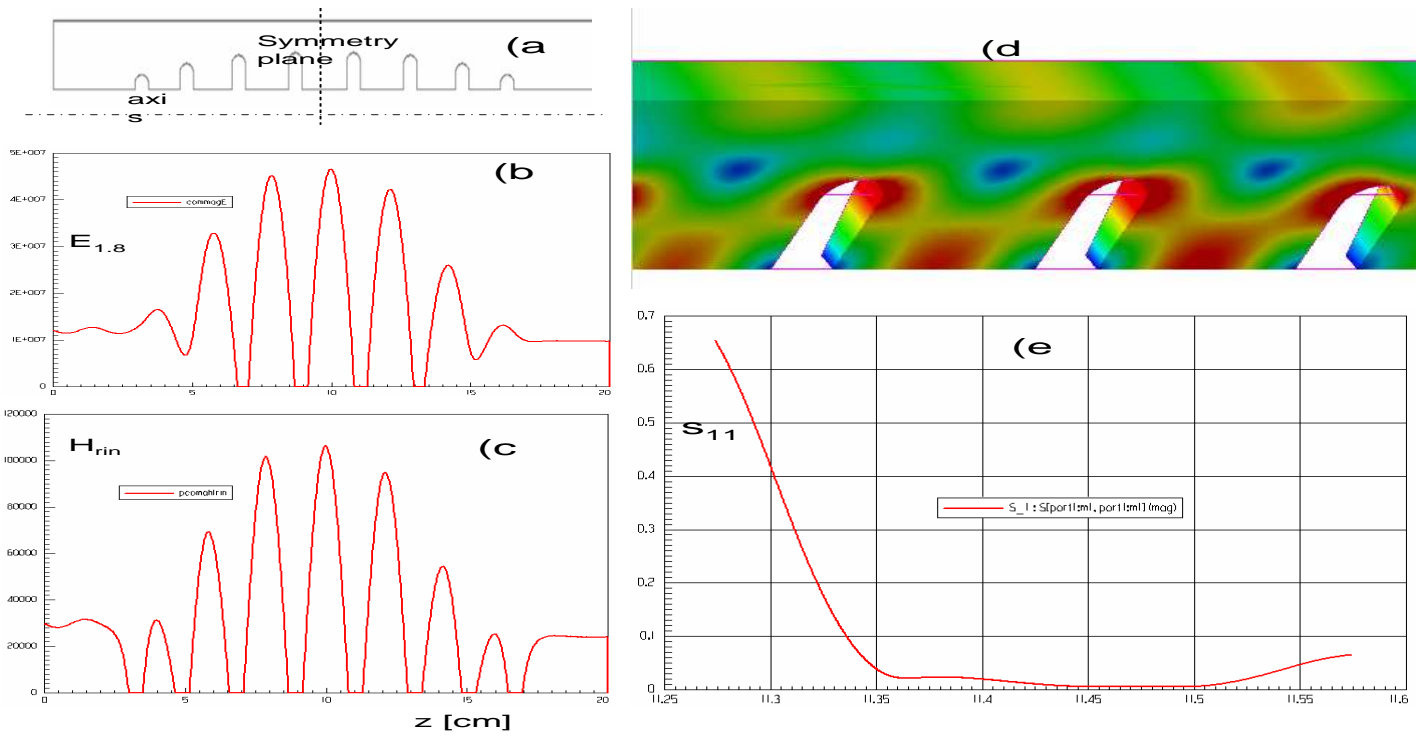 (a
Symmetry
plane
axi
s
(b
5E+007
4E+007
3E+007
2E+007
1E+007
0
E1.8
commagE
0 5 10 15 20
(c
120000
100000
80000
60000
40000
20000
0
Hrin
pcomahirin
0 5 10 15 20
z [cm]
(d
(e
0.7
0.6
0.5
0.4
0.3
0.2
0.1
0
S11
S_1 : S[port1:m1, port1:m1] (mag)
11.25 11.3 11.35 11.4 11.45 11.5 11.55 11.6